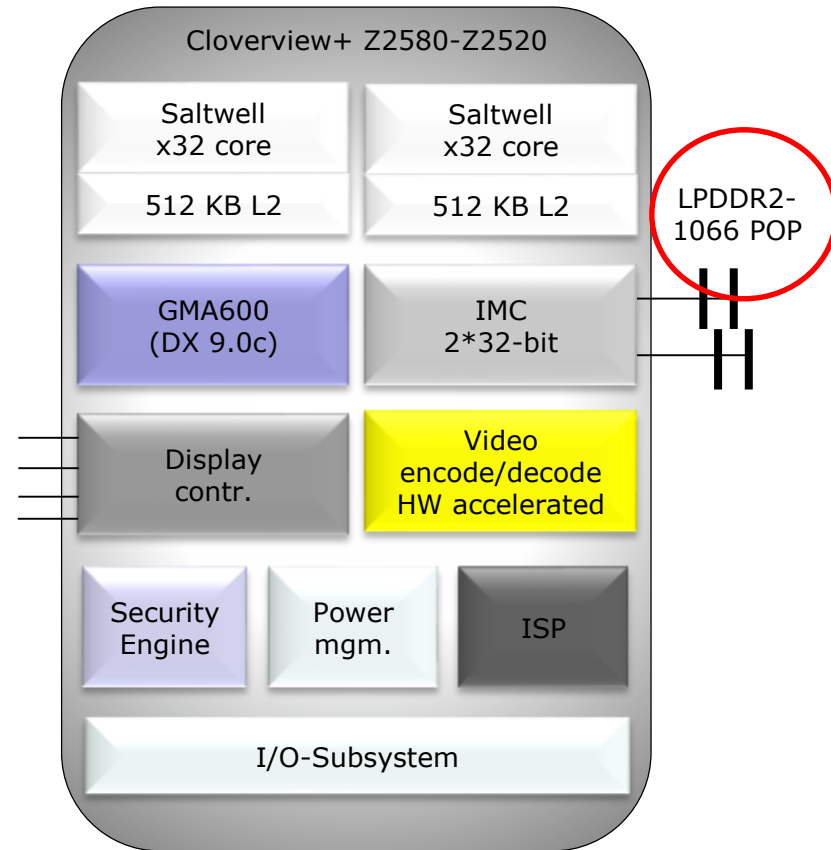 Cloverview+ Z2580-Z2520
Saltwell
x32 core
Saltwell
x32 core
512 KB L2
512 KB L2
LPDDR2-
1066 POP
GMA600
(DX 9.0c)
IMC
2*32-bit
Display
contr.
Video
encode/decode
HW accelerated
Security
Engine
Power
mgm.
ISP
I/O-Subsystem